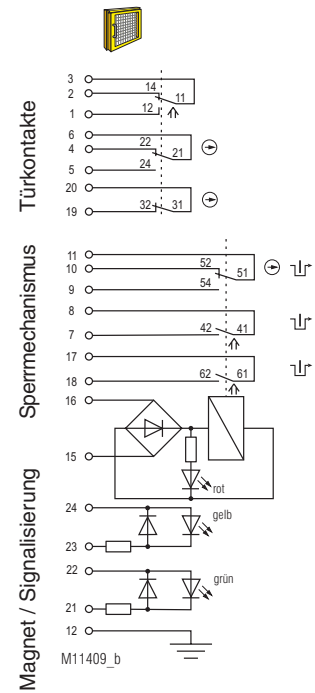 Türkontakte
3
2 14
11
1 12
6
4 22
21
5 24
20
19 32 31
Sperrmechanismus
11
10 52
51
9 54
8
7 42 41
17
18 62 61
Magnet / Signalisierung
16
15
rot
24
gelb
23
22
grün
21
12
M11409_b